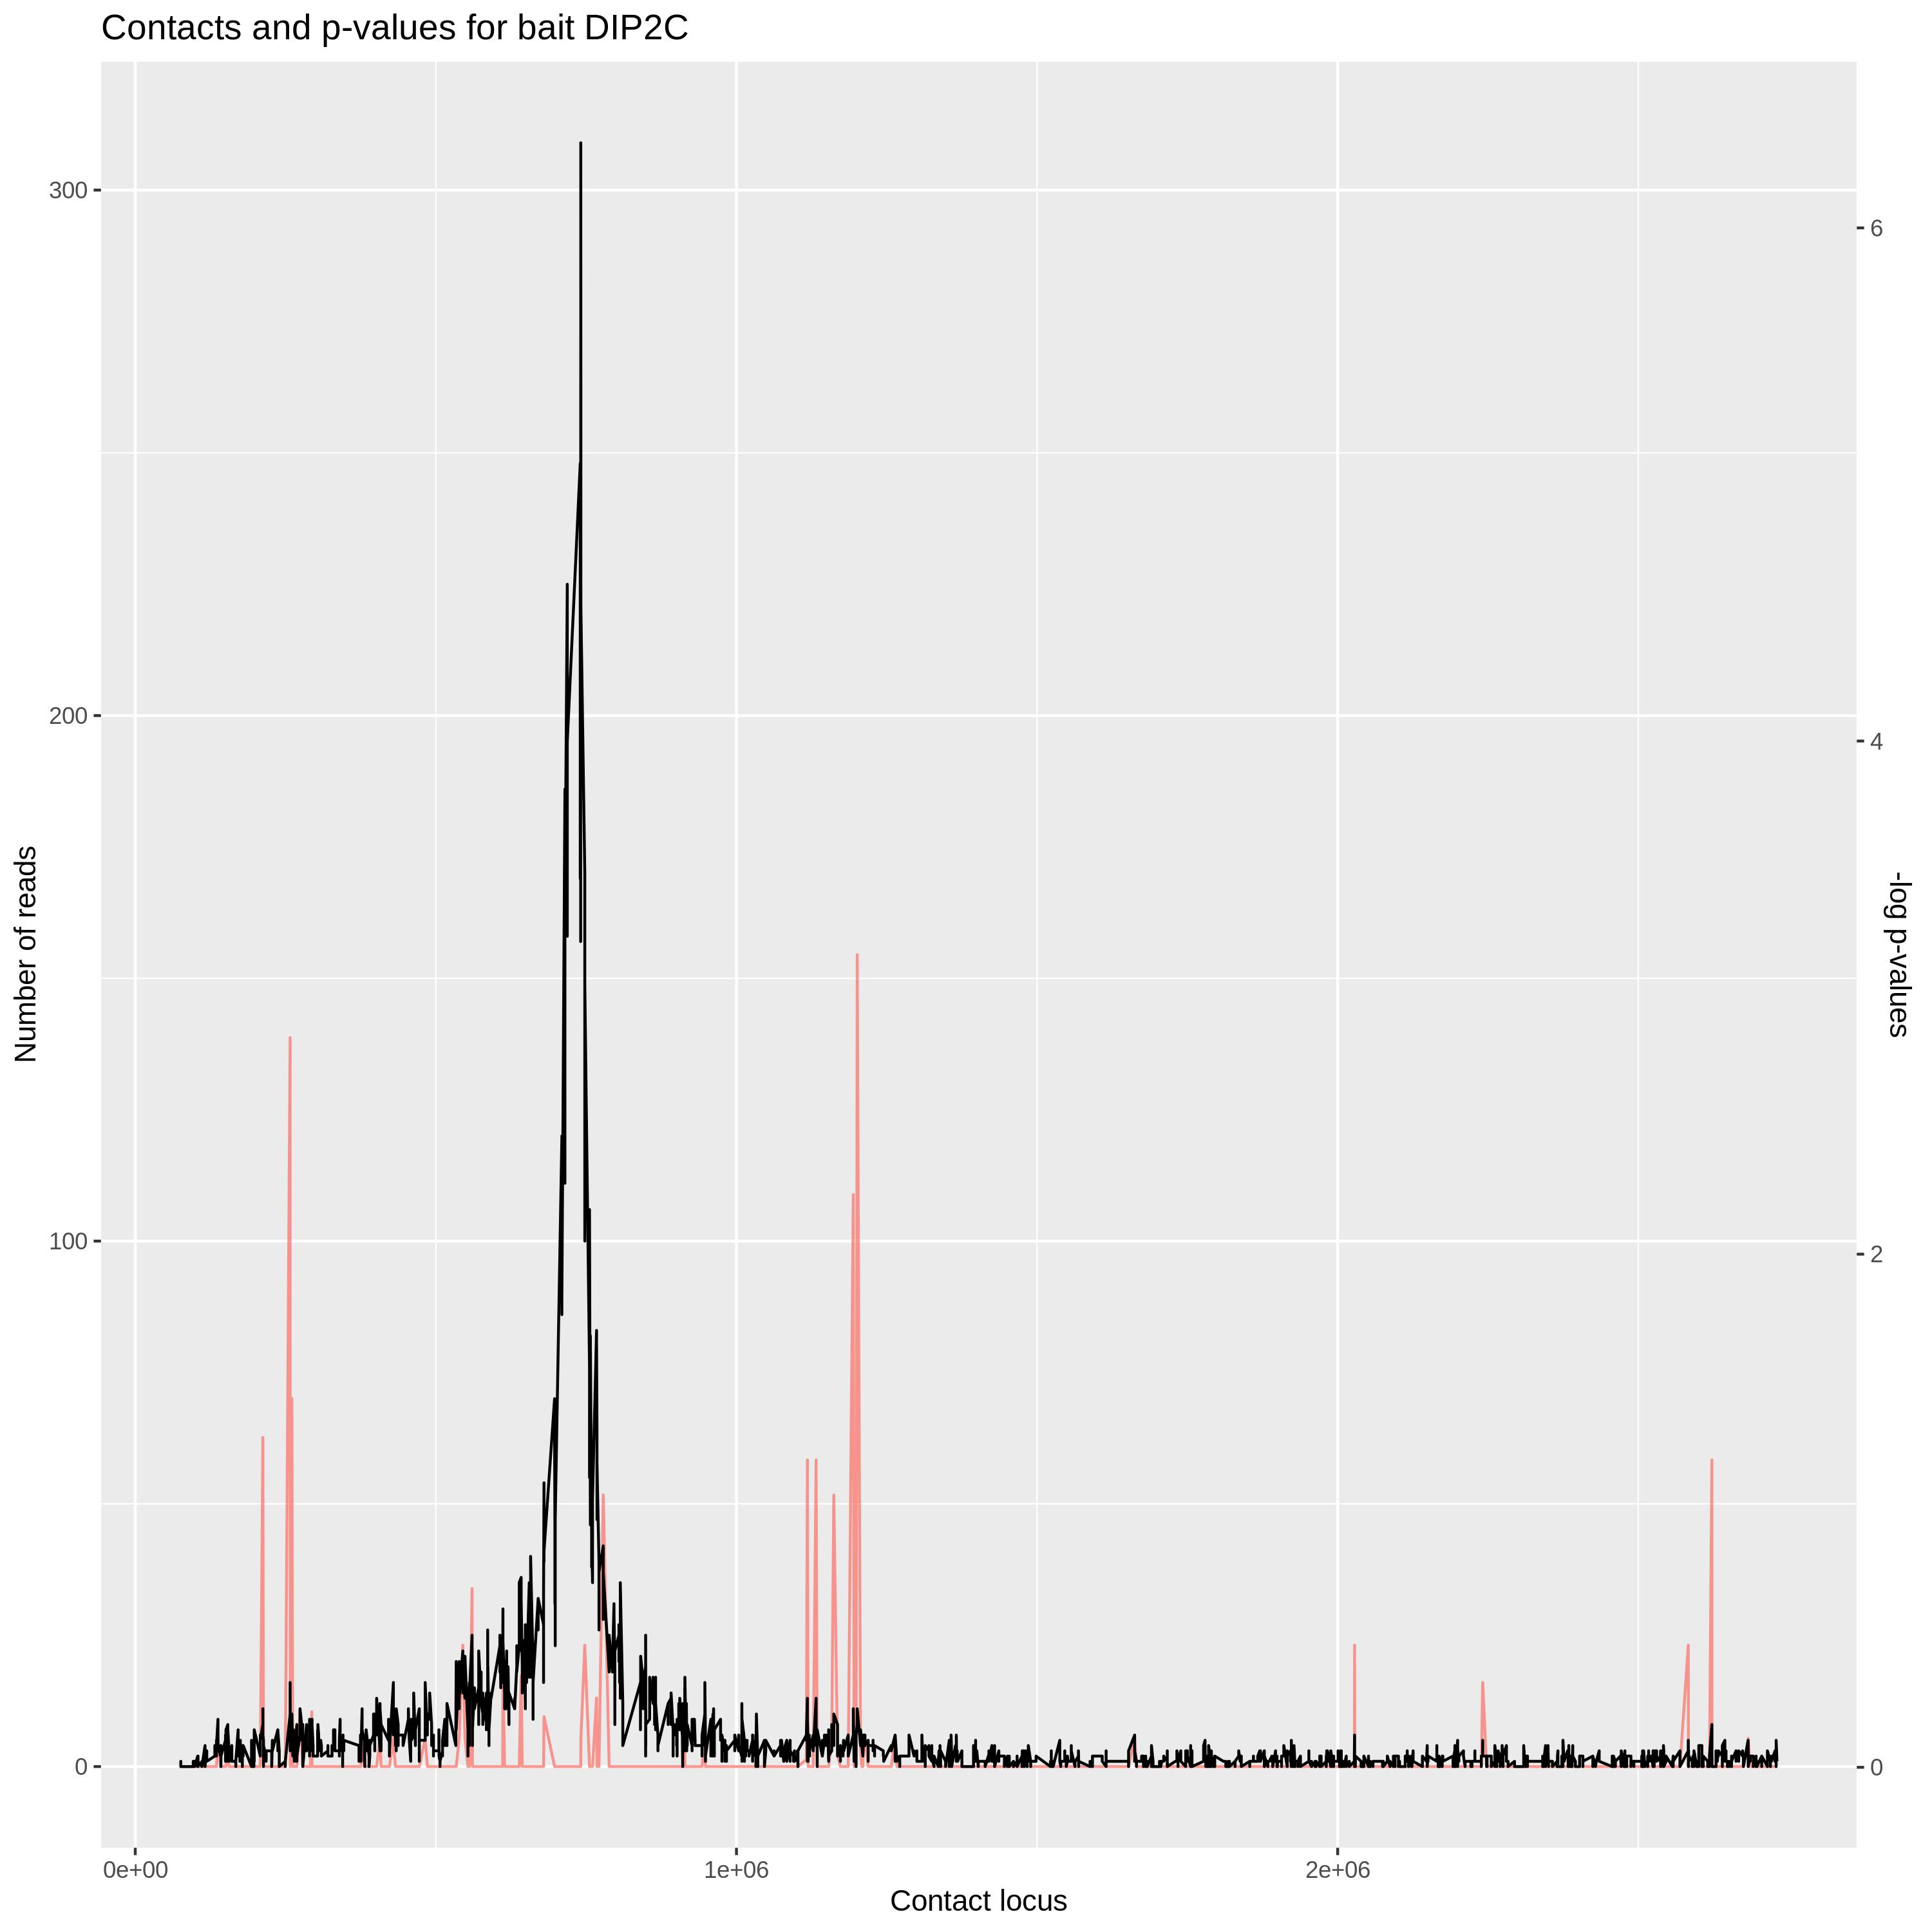 Contacts and p-values for bait DIP2C
300
200
100
0
Number of reads
6
4
2
0
-log p-values
0e+00
1e+06
2e+06
Contact locus